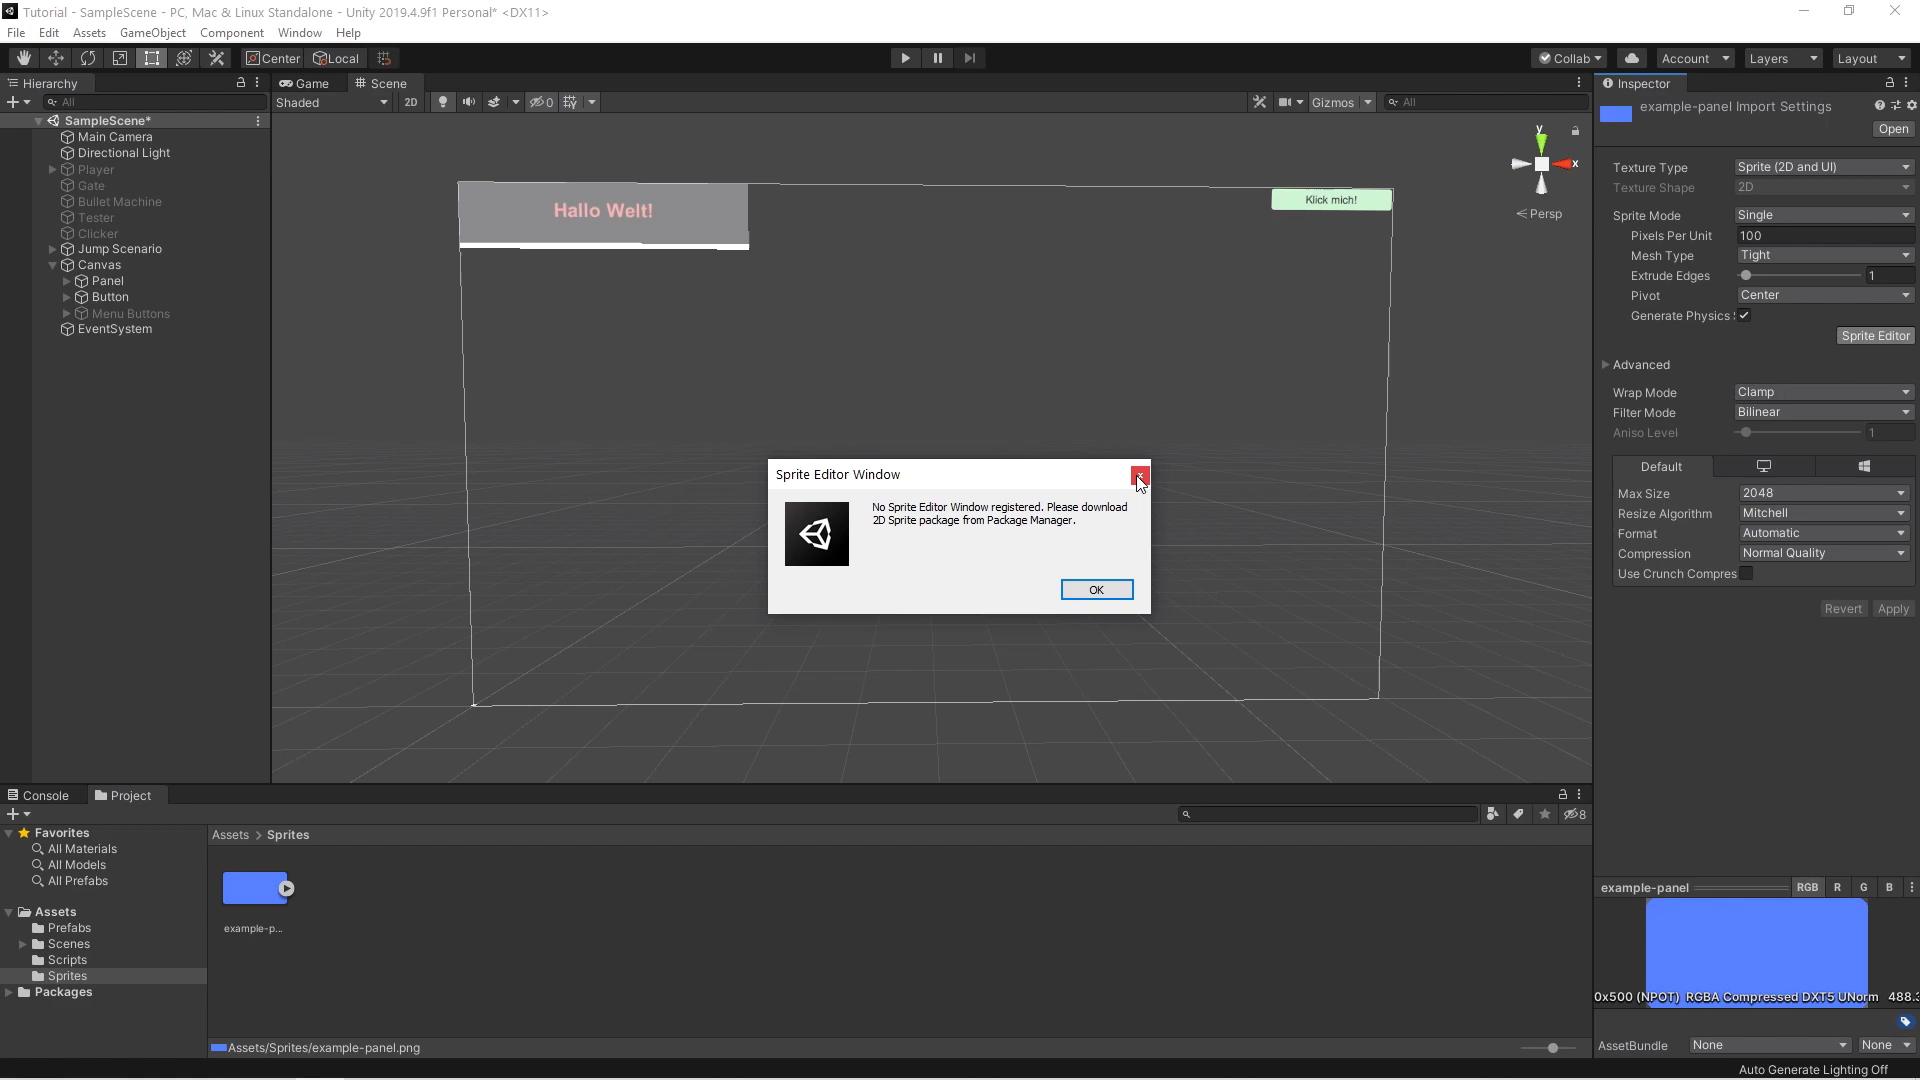 Tutorial - SampleScene - PC, Mac & Linux Standalone - Unity 2019.4.9f1 Personal* <DX11>
File Edit Assets GameObject Component Window Help
Center Local
Collab Account Layers Layout
Hierarchy
All
SampleScene*
Main Camera
Directional Light
Player
Gate
Bullet Machine
Tester
Clicker
Jump Scenario
Canvas
Panel
Button
Menu Buttons
EventSystem
Game Scene
Shaded 2D 0 Gizmos All
y
x
Persp
Hallo Welt!
Klick mich!
Sprite Editor Window
x
No Sprite Editor Window registered. Please download
2D Sprite package from Package Manager.
OK
Inspector
example-panel Import Settings
Open
Texture Type Sprite (2D and UI)
Texture Shape 2D
Sprite Mode Single
Pixels Per Unit 100
Mesh Type Tight
Extrude Edges 1
Pivot Center
Generate Physics
Sprite Editor
Advanced
Wrap Mode Clamp
Filter Mode Bilinear
Aniso Level 1
Default
Max Size 2048
Resize Algorithm Mitchell
Format Automatic
Compression Normal Quality
Use Crunch Compres
Revert Apply
Console Project
8
Favorites
All Materials
All Models
All Prefabs
Assets
Prefabs
Scenes
Scripts
Sprites
Packages
Assets > Sprites
example-p...
Assets/Sprites/example-panel.png
example-panel RGB R G B
0x500 (NPOT) RGBA Compressed DXT5 UNorm 488.
AssetBundle None None
Auto Generate Lighting Off